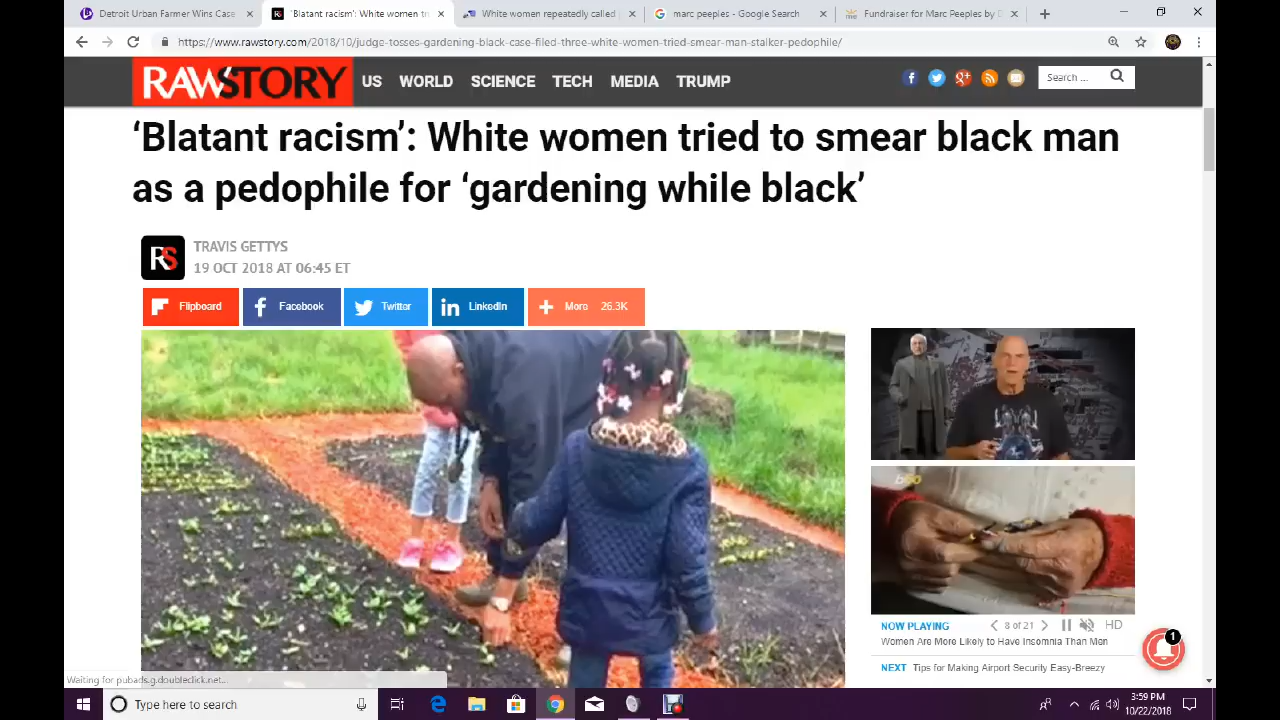 Detroit Urban Farmer Wins Case
'Blatant racism': White women tri
White women repeatedly called
marc peeples - Google Search
Fundraiser for Marc Peeples by D
https://www.rawstory.com/2018/10/judge-tosses-gardening-black-case-filed-three-white-women-tried-smear-man-stalker-pedophile/
RAWSTORY
US WORLD SCIENCE TECH MEDIA TRUMP
Search ...
'Blatant racism': White women tried to smear black man
as a pedophile for 'gardening while black'
RS
TRAVIS GETTYS
19 OCT 2018 AT 06:45 ET
Flipboard
Facebook
Twitter
LinkedIn
More 26.3K
NOW PLAYING
8 of 21
HD
Women Are More Likely to Have Insomnia Than Men
NEXT Tips for Making Airport Security Easy-Breezy
1
Waiting for pubads.g.doubleclick.net...
Type here to search
3:59 PM
10/22/2018